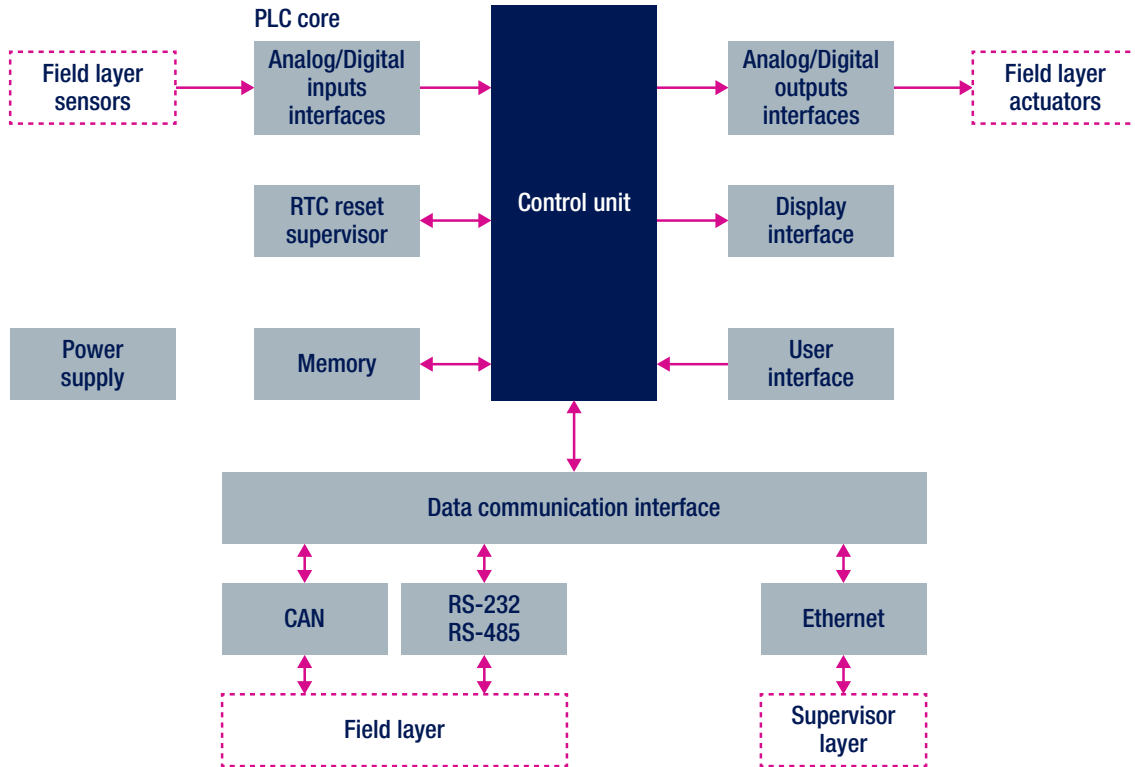 PLC core
Field layer
sensors
Analog/Digital
inputs
interfaces
Control unit
Analog/Digital
outputs
interfaces
Field layer
actuators
RTC reset
supervisor
Display
interface
Power
supply
Memory
User
interface
Data communication interface
CAN
RS-232
RS-485
Ethernet
Field layer
Supervisor
layer